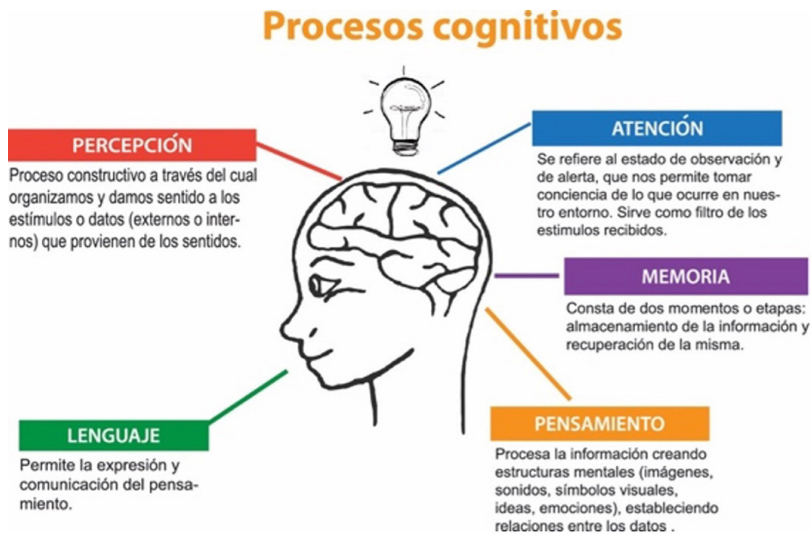 Procesos cognitivos
PERCEPCIÓN
Proceso constructivo a través del cual
organizamos y damos sentido a los
estímulos o datos (externos o inter-
nos) que provienen de los sentidos.
ATENCIÓN
Se refiere al estado de observación y
de alerta, que nos permite tomar
conciencia de lo que ocurre en nues-
tro entorno. Sirve como filtro de los
estimulos recibidos.
MEMORIA
Consta de dos momentos o etapas:
almacenamiento de la información y
recuperación de la misma.
LENGUAJE
Permite la expresión y
comunicación del pensa-
miento.
PENSAMIENTO
Procesa la información creando
estructuras mentales (imágenes,
sonidos, símbolos visuales,
ideas, emociones), estableciendo
relaciones entre los datos .